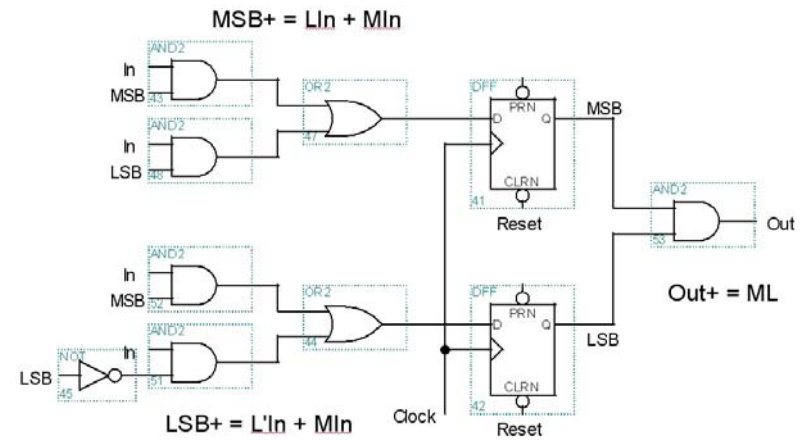 MSB+ = LIn + MIn
AND2
In
MSB
43
AND2
In
LSB
48
OR2
47
DFF
PRN
D
Q
CLRN
41
MSB
Reset
AND2
53
Out
Out+ = ML
AND2
In
MSB
52
AND2
In
51
NOT
LSB
45
OR2
44
DFF
PRN
D
Q
CLRN
42
LSB
Reset
Clock
LSB+ = L'In + MIn